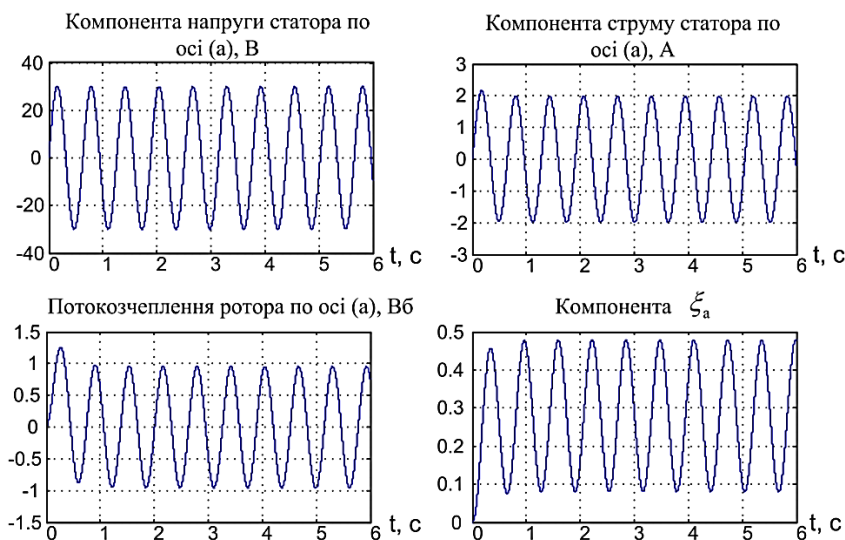 Компонента напруги статора по
осі (а), В
40
20
0
-20
-40
0 1 2 3 4 5 6
t, с
Компонента струму статора по
осі (а), А
3
2
1
0
-1
-2
-3
0 1 2 3 4 5 6
t, с
Потокозчеплення ротора по осі (а), Вб
1.5
1
0.5
0
-0.5
-1
-1.5
0 1 2 3 4 5 6
t, с
Компонента ξa
0.5
0.4
0.3
0.2
0.1
0
0 1 2 3 4 5 6
t, с